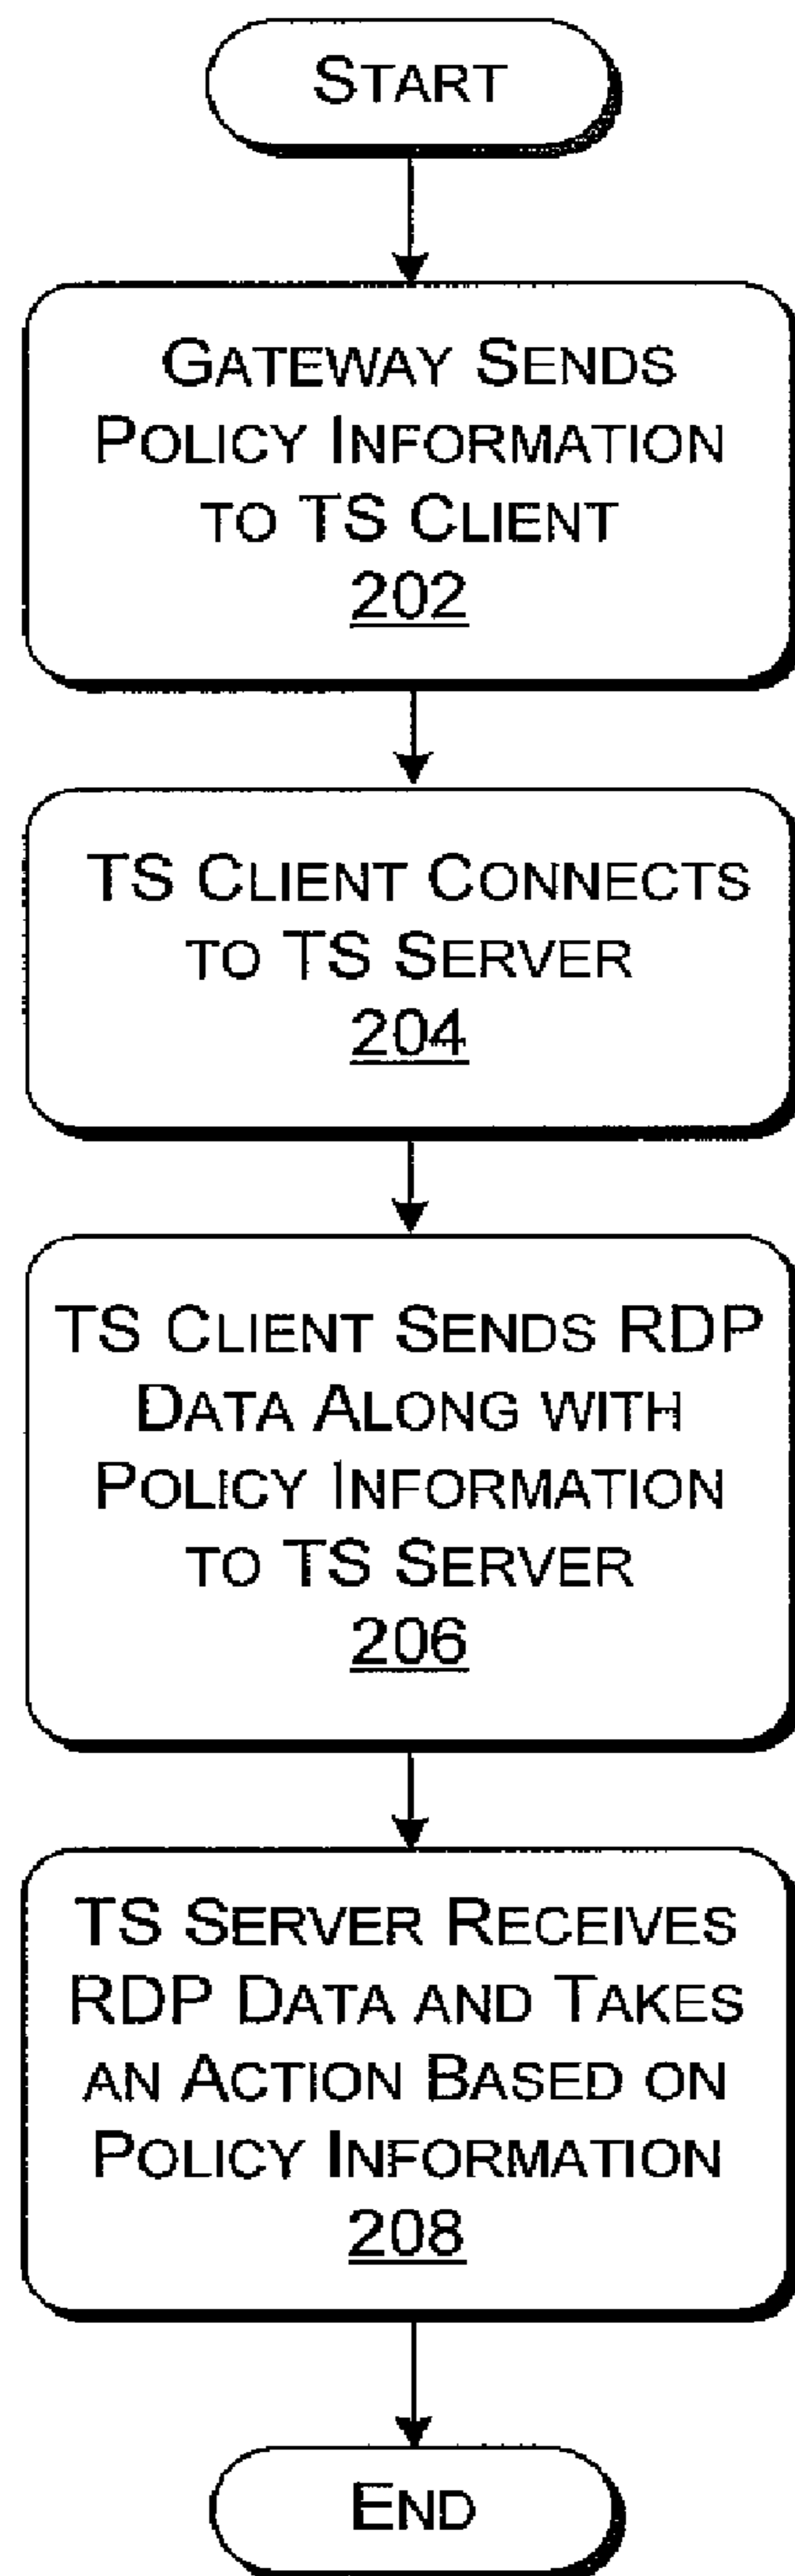 START
GATEWAY SENDS
POLICY INFORMATION
TO TS CLIENT
202
TS CLIENT CONNECTS
TO TS SERVER
204
TS CLIENT SENDS RDP
DATA ALONG WITH
POLICY INFORMATION
TO TS SERVER
206
TS SERVER RECEIVES
RDP DATA AND TAKES
AN ACTION BASED ON
POLICY INFORMATION
208
END